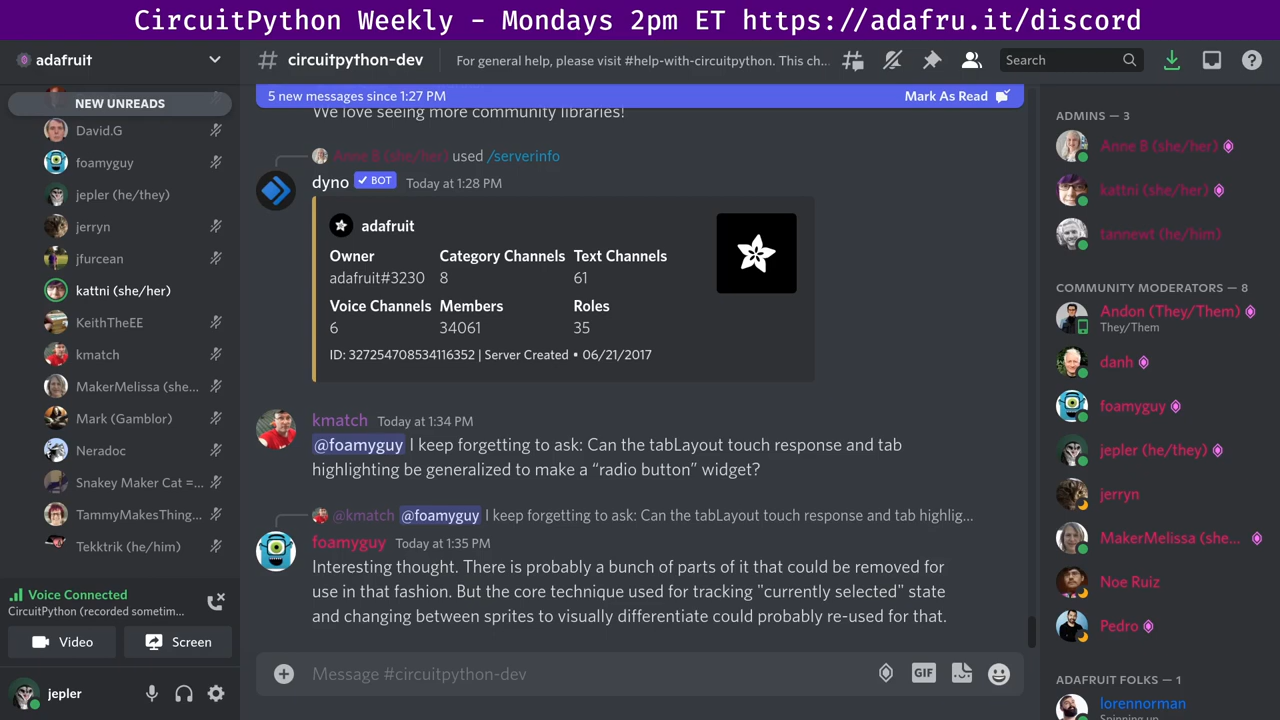 CircuitPython Weekly - Mondays 2pm ET https://adafru.it/discord
adafruit
NEW UNREADS
David.G
foamyguy
jepler (he/they)
jerryn
jfurcean
kattni (she/her)
KeithTheEE
kmatch
MakerMelissa (she...
Mark (Gamblor)
Neradoc
Snakey Maker Cat =...
TammyMakesThing...
Tekktrik (he/him)
Voice Connected
CircuitPython (recorded sometim...
Video
Screen
jepler
# circuitpython-dev
For general help, please visit #help-with-circuitpython. This ch...
Search
5 new messages since 1:27 PM
Mark As Read
We love seeing more community libraries!
Anne B (she/her) used /serverinfo
dyno BOT Today at 1:28 PM
adafruit
Owner Category Channels Text Channels
adafruit#3230 8 61
Voice Channels Members Roles
6 34061 35
ID: 327254708534116352 | Server Created • 06/21/2017
kmatch Today at 1:34 PM
@foamyguy I keep forgetting to ask: Can the tabLayout touch response and tab
highlighting be generalized to make a “radio button” widget?
@kmatch @foamyguy I keep forgetting to ask: Can the tabLayout touch response and tab highlig...
foamyguy Today at 1:35 PM
Interesting thought. There is probably a bunch of parts of it that could be removed for
use in that fashion. But the core technique used for tracking "currently selected" state
and changing between sprites to visually differentiate could probably re-used for that.
Message #circuitpython-dev
GIF
ADMINS — 3
Anne B (she/her)
kattni (she/her)
tannewt (he/him)
COMMUNITY MODERATORS — 8
Andon (They/Them)
They/Them
danh
foamyguy
jepler (he/they)
jerryn
MakerMelissa (she...
Noe Ruiz
Pedro
ADAFRUIT FOLKS — 1
lorennorman